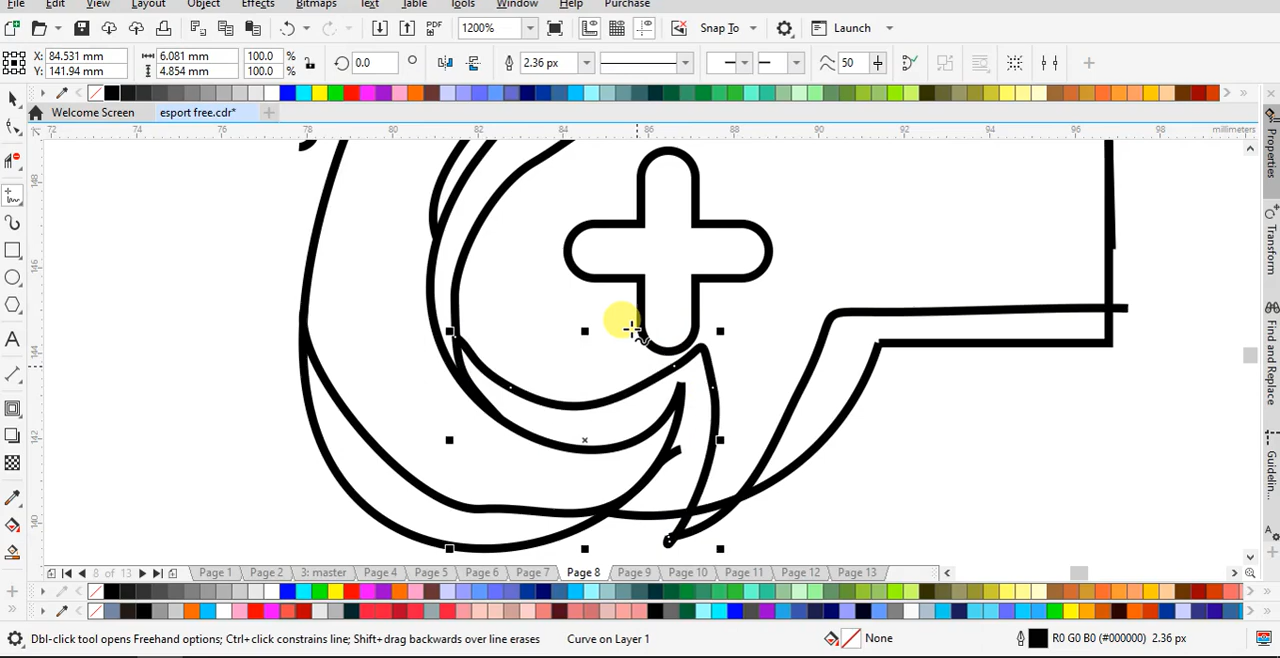 File Edit View Layout Object Effects Bitmaps Text Table Tools Window Help Purchase
PDF 1200% Snap To Launch
X: 84.531 mm 6.081 mm 100.0 % 0.0 2.36 px 50
Y: 141.94 mm 4.854 mm 100.0 %
Welcome Screen esport free.cdr*
72 74 76 78 80 82 84 86 88 90 92 94 96 98 millimeters
148
146
144
142
140
Properties
Transform
Find and Replace
Guidelin...
A
8 of 13 Page 1 Page 2 3: master Page 4 Page 5 Page 6 Page 7 Page 8 Page 9 Page 10 Page 11 Page 12 Page 13
Dbl-click tool opens Freehand options; Ctrl+click constrains line; Shift+drag backwards over line erases Curve on Layer 1 None R0 G0 B0 (#000000) 2.36 px